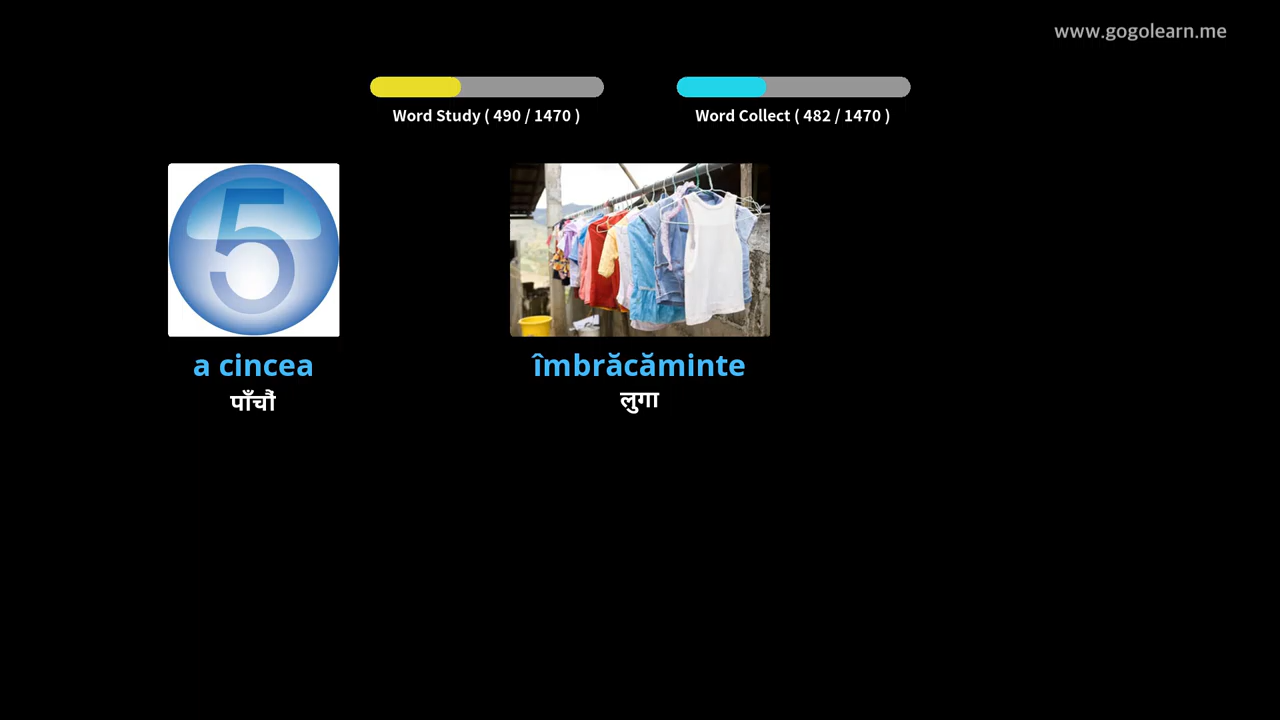 www.gogolearn.me
Word Study ( 490 / 1470 )
Word Collect ( 482 / 1470 )
5
a cincea
पाँचौं
îmbrăcăminte
लुगा